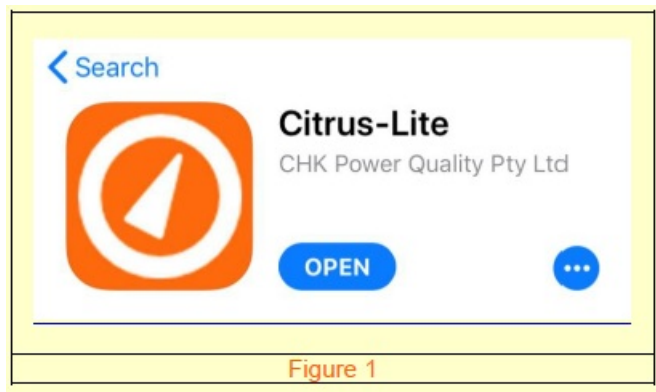 Search
Citrus-Lite
CHK Power Quality Pty Ltd
OPEN
Figure 1